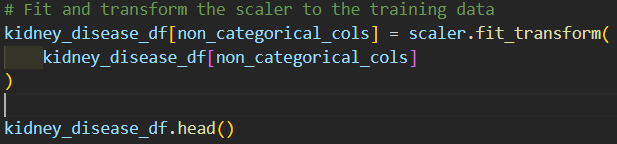 # Fit and transform the scaler to the training data
kidney_disease_df[non_categorical_cols] = scaler.fit_transform(
    kidney_disease_df[non_categorical_cols]
)
kidney_disease_df.head()